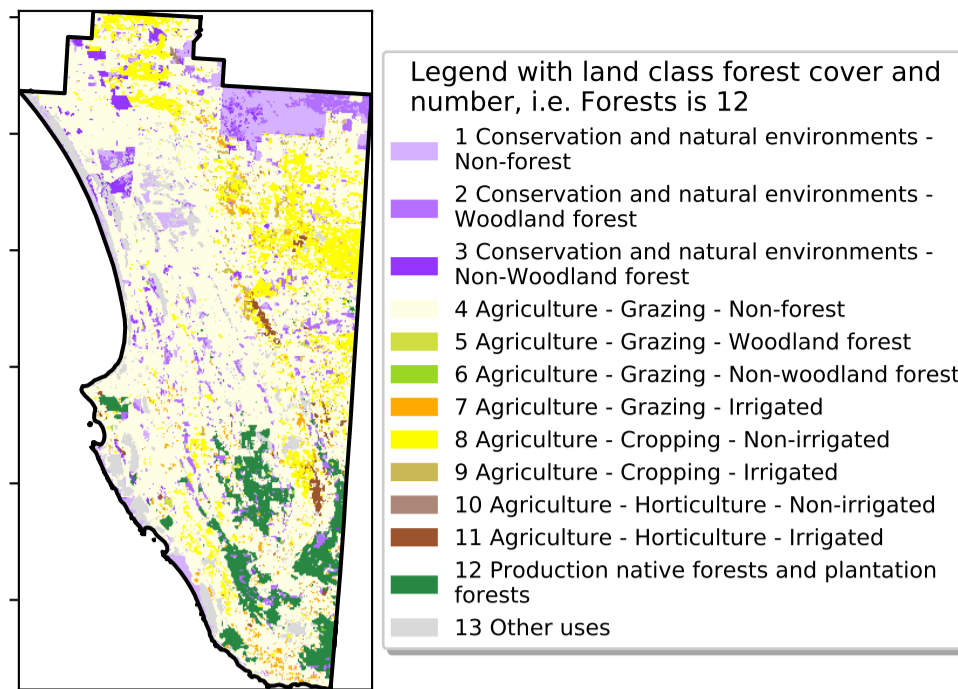 Legend with land class forest cover and
number, i.e. Forests is 12
1 Conservation and natural environments -
Non-forest
2 Conservation and natural environments -
Woodland forest
3 Conservation and natural environments -
Non-Woodland forest
4 Agriculture - Grazing - Non-forest
5 Agriculture - Grazing - Woodland forest
6 Agriculture - Grazing - Non-woodland forest
7 Agriculture - Grazing - Irrigated
8 Agriculture - Cropping - Non-irrigated
9 Agriculture - Cropping - Irrigated
10 Agriculture - Horticulture - Non-irrigated
11 Agriculture - Horticulture - Irrigated
12 Production native forests and plantation
forests
13 Other uses